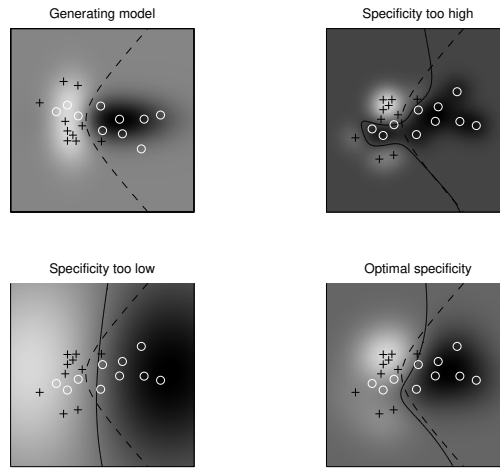 Generating model
Specificity too high
Specificity too low
Optimal specificity